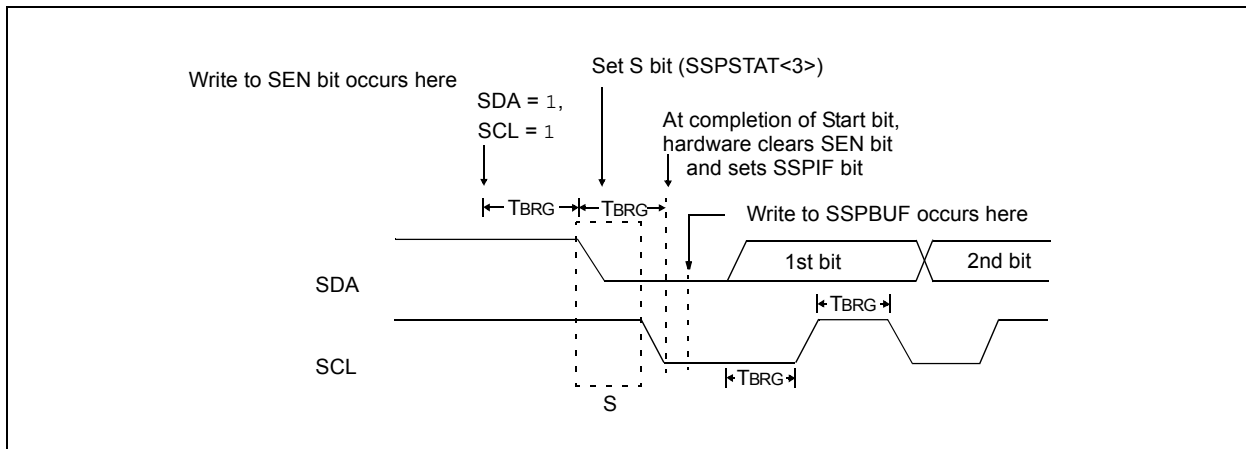 Write to SEN bit occurs here
Set S bit (SSPSTAT<3>)
SDA = 1,
SCL = 1
At completion of Start bit,
hardware clears SEN bit
and sets SSPIF bit
TBRG
TBRG
Write to SSPBUF occurs here
SDA
1st bit
2nd bit
TBRG
SCL
TBRG
S